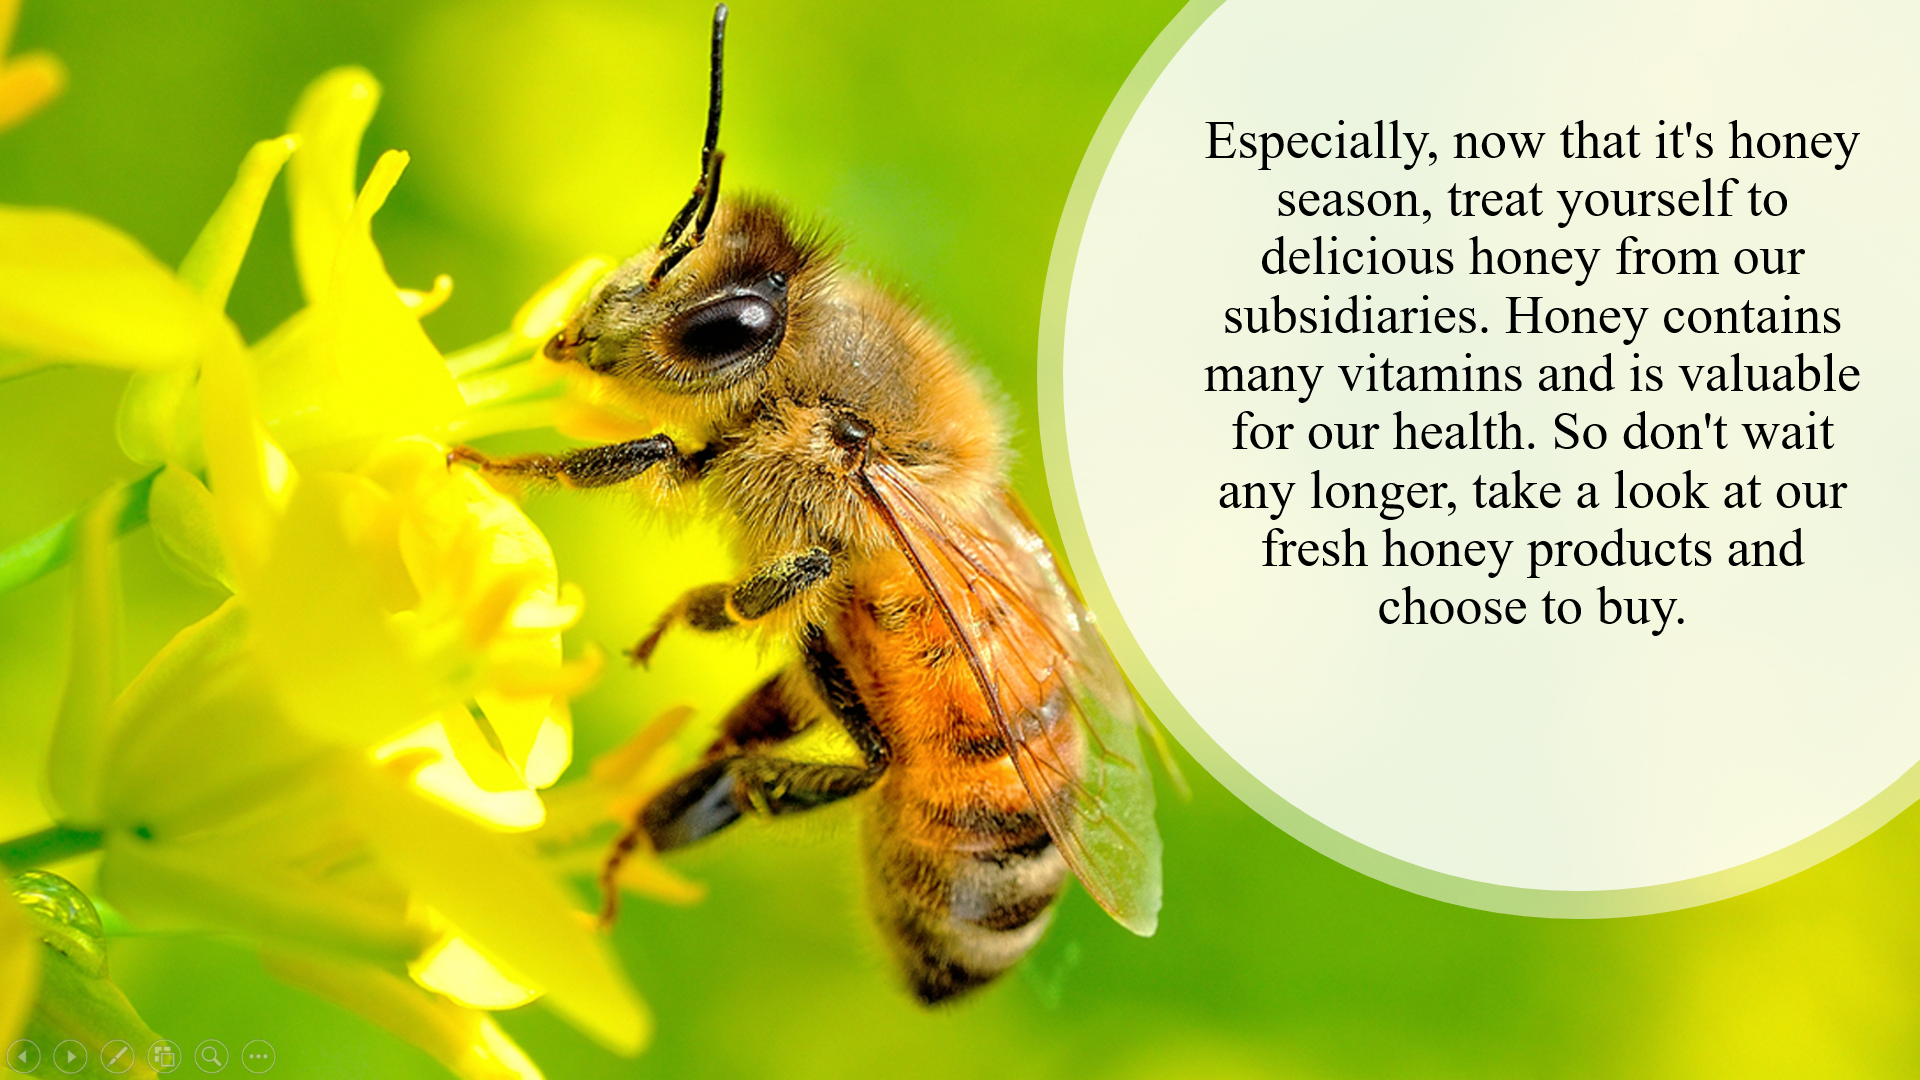 Especially, now that it's honey
season, treat yourself to
delicious honey from our
subsidiaries. Honey contains
many vitamins and is valuable
for our health. So don't wait
any longer, take a look at our
fresh honey products and
choose to buy.